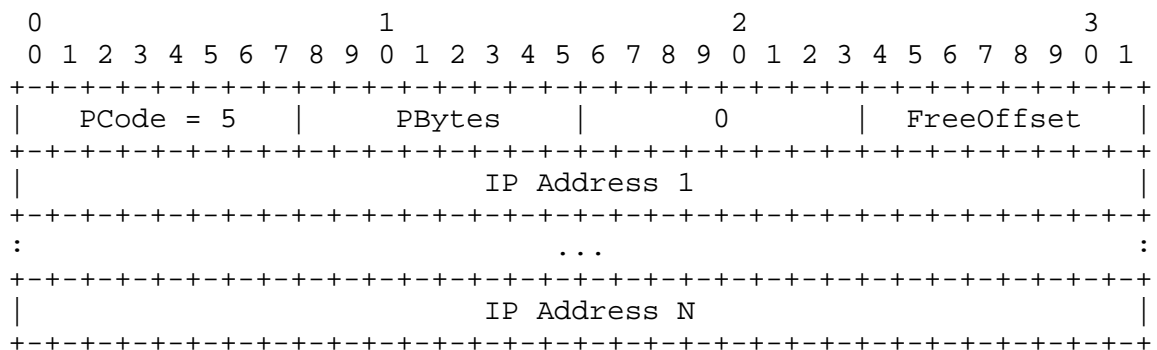 0                   1                   2                   3
 0 1 2 3 4 5 6 7 8 9 0 1 2 3 4 5 6 7 8 9 0 1 2 3 4 5 6 7 8 9 0 1
+-+-+-+-+-+-+-+-+-+-+-+-+-+-+-+-+-+-+-+-+-+-+-+-+-+-+-+-+-+-+-+-+
|   PCode = 5   |     PBytes    |       0       |  FreeOffset   |
+-+-+-+-+-+-+-+-+-+-+-+-+-+-+-+-+-+-+-+-+-+-+-+-+-+-+-+-+-+-+-+-+
|                          IP Address 1                         |
+-+-+-+-+-+-+-+-+-+-+-+-+-+-+-+-+-+-+-+-+-+-+-+-+-+-+-+-+-+-+-+-+
:                              ...                              :
+-+-+-+-+-+-+-+-+-+-+-+-+-+-+-+-+-+-+-+-+-+-+-+-+-+-+-+-+-+-+-+-+
|                          IP Address N                         |
+-+-+-+-+-+-+-+-+-+-+-+-+-+-+-+-+-+-+-+-+-+-+-+-+-+-+-+-+-+-+-+-+